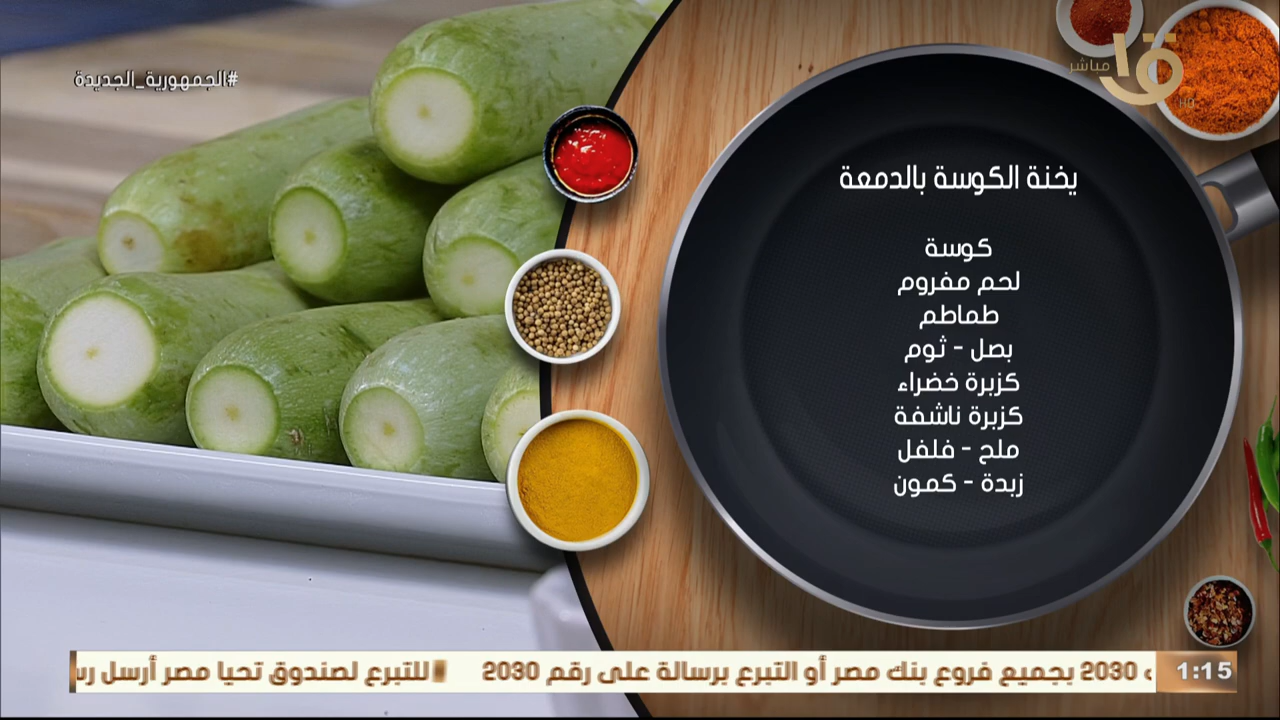 #الجمهورية_الجديدة
مباشر
HD
يخنة الكوسة بالدمعة
كوسة
لحم مفروم
طماطم
بصل - ثوم
كزبرة خضراء
كزبرة ناشفة
ملح - فلفل
زبدة - كمون
1:15
2030 بجميع فروع بنك مصر أو التبرع برسالة على رقم 2030
للتبرع لصندوق تحيا مصر أرسل